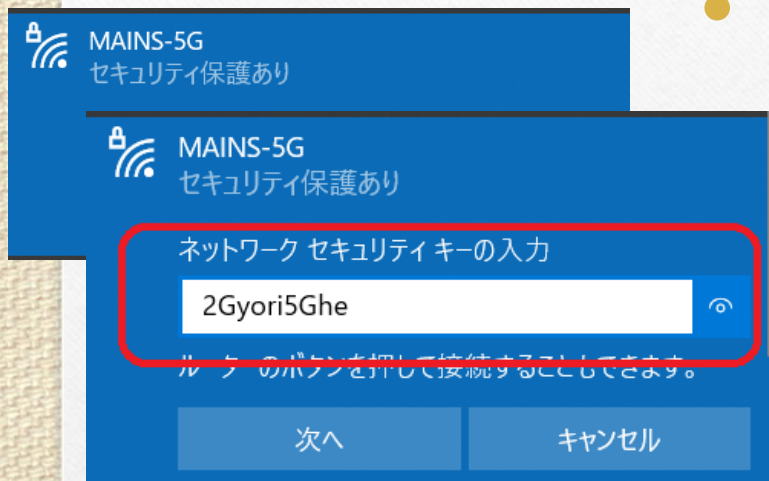 MAINS-5G
セキュリティ保護あり
MAINS-5G
セキュリティ保護あり
ネットワーク セキュリティ キーの入力
2Gyori5Ghe
ルーターのボタンを押して接続することもできます。
次へ
キャンセル